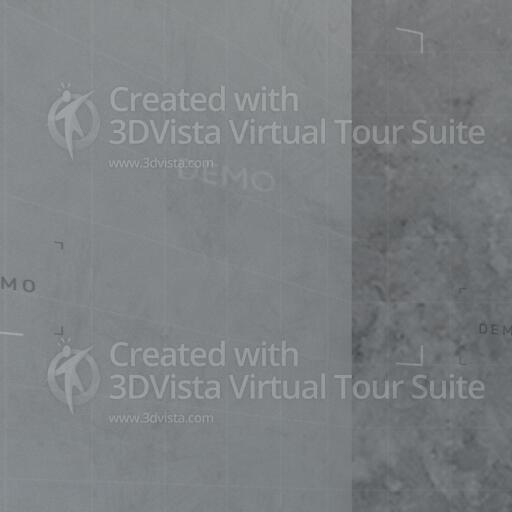 Created with
3DVista Virtual Tour Suite
www.3dvista.com
DEMO
MO
DEM
Created with
3DVista Virtual Tour Suite
www.3dvista.com